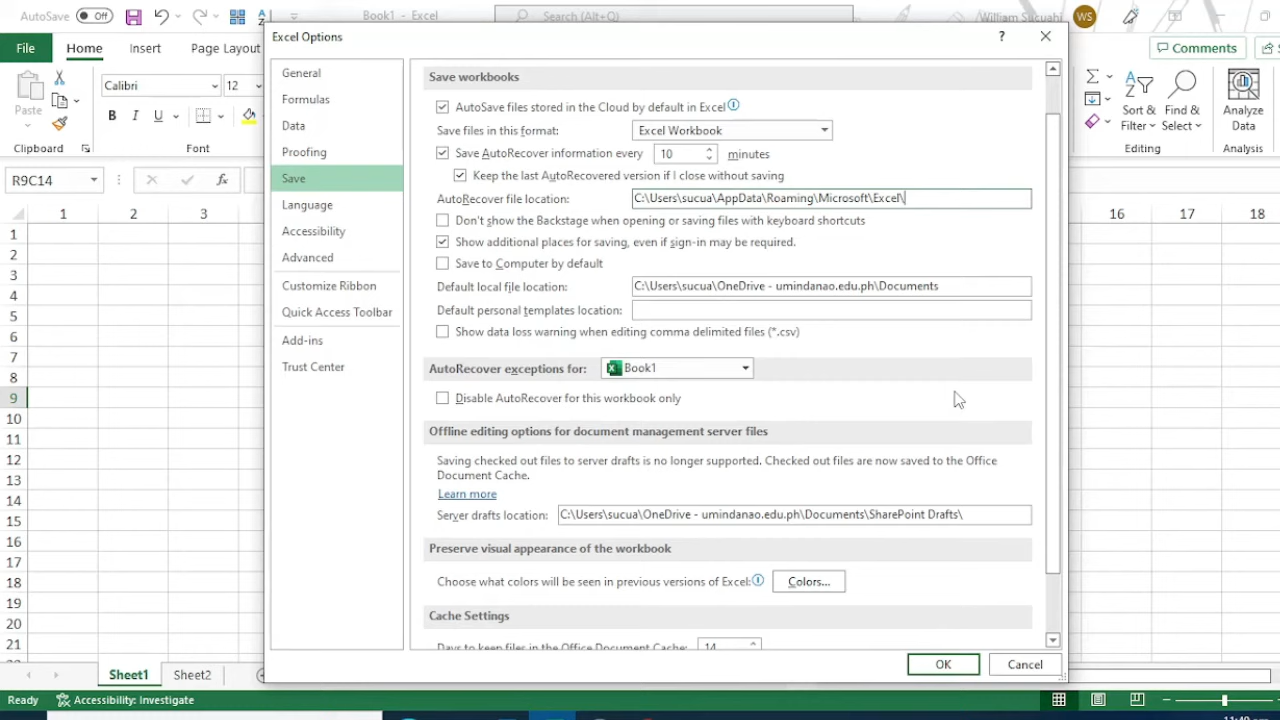 AutoSave Off Book1 - Excel Search (Alt+Q) William Sucuahi WS
File Home Insert Page Layout Comments
Paste Calibri 12 B I U Sort & Filter Find & Select Analyze Data
Clipboard Font Editing Analysis
R9C14 fx
1 2 3 16 17 18
1
2
3
4
5
6
7
8
9
10
11
12
13
14
15
16
17
18
19
20
21
Sheet1 Sheet2
Ready Accessibility: Investigate
Excel Options ?
General
Formulas
Data
Proofing
Save
Language
Accessibility
Advanced
Customize Ribbon
Quick Access Toolbar
Add-ins
Trust Center
Save workbooks
AutoSave files stored in the Cloud by default in Excel
Save files in this format: Excel Workbook
Save AutoRecover information every 10 minutes
Keep the last AutoRecovered version if I close without saving
AutoRecover file location: C:\Users\sucua\AppData\Roaming\Microsoft\Excel\
Don't show the Backstage when opening or saving files with keyboard shortcuts
Show additional places for saving, even if sign-in may be required.
Save to Computer by default
Default local file location: C:\Users\sucua\OneDrive - umindanao.edu.ph\Documents
Default personal templates location:
Show data loss warning when editing comma delimited files (*.csv)
AutoRecover exceptions for: Book1
Disable AutoRecover for this workbook only
Offline editing options for document management server files
Saving checked out files to server drafts is no longer supported. Checked out files are now saved to the Office
Document Cache.
Learn more
Server drafts location: C:\Users\sucua\OneDrive - umindanao.edu.ph\Documents\SharePoint Drafts\
Preserve visual appearance of the workbook
Choose what colors will be seen in previous versions of Excel: Colors...
Cache Settings
Days to keep files in the Office Document Cache: 14
OK Cancel